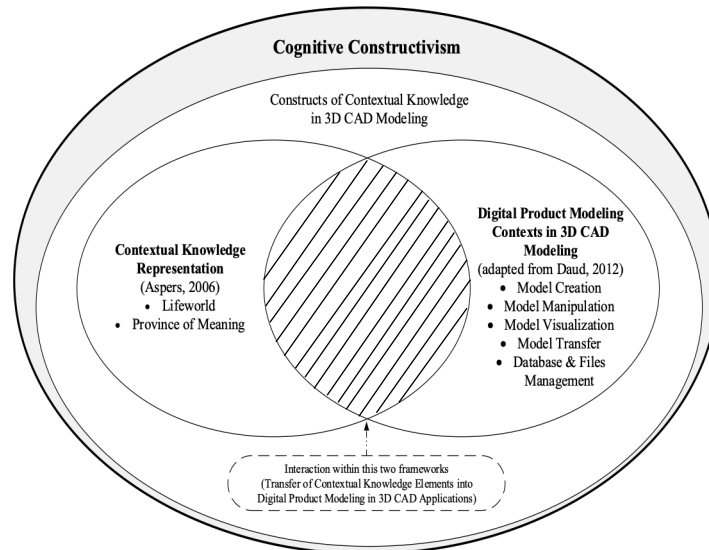 Cognitive Constructivism
Constructs of Contextual Knowledge
in 3D CAD Modeling
Contextual Knowledge
Representation
(Aspers, 2006)
• Lifeworld
• Province of Meaning
Digital Product Modeling
Contexts in 3D CAD
Modeling
(adapted from Daud, 2012)
• Model Creation
• Model Manipulation
• Model Visualization
• Model Transfer
• Database & Files
Management
Interaction within this two frameworks
(Transfer of Contextual Knowledge Elements into
Digital Product Modeling in 3D CAD Applications)